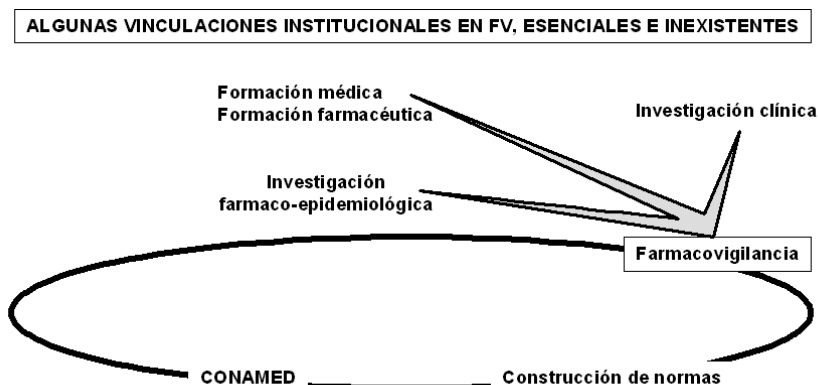 ALGUNAS VINCULACIONES INSTITUCIONALES EN FV, ESENCIALES E INEXISTENTES
Formación médica
Formación farmacéutica
Investigación clínica
Investigación
farmaco-epidemiológica
Farmacovigilancia
CONAMED
Construcción de normas